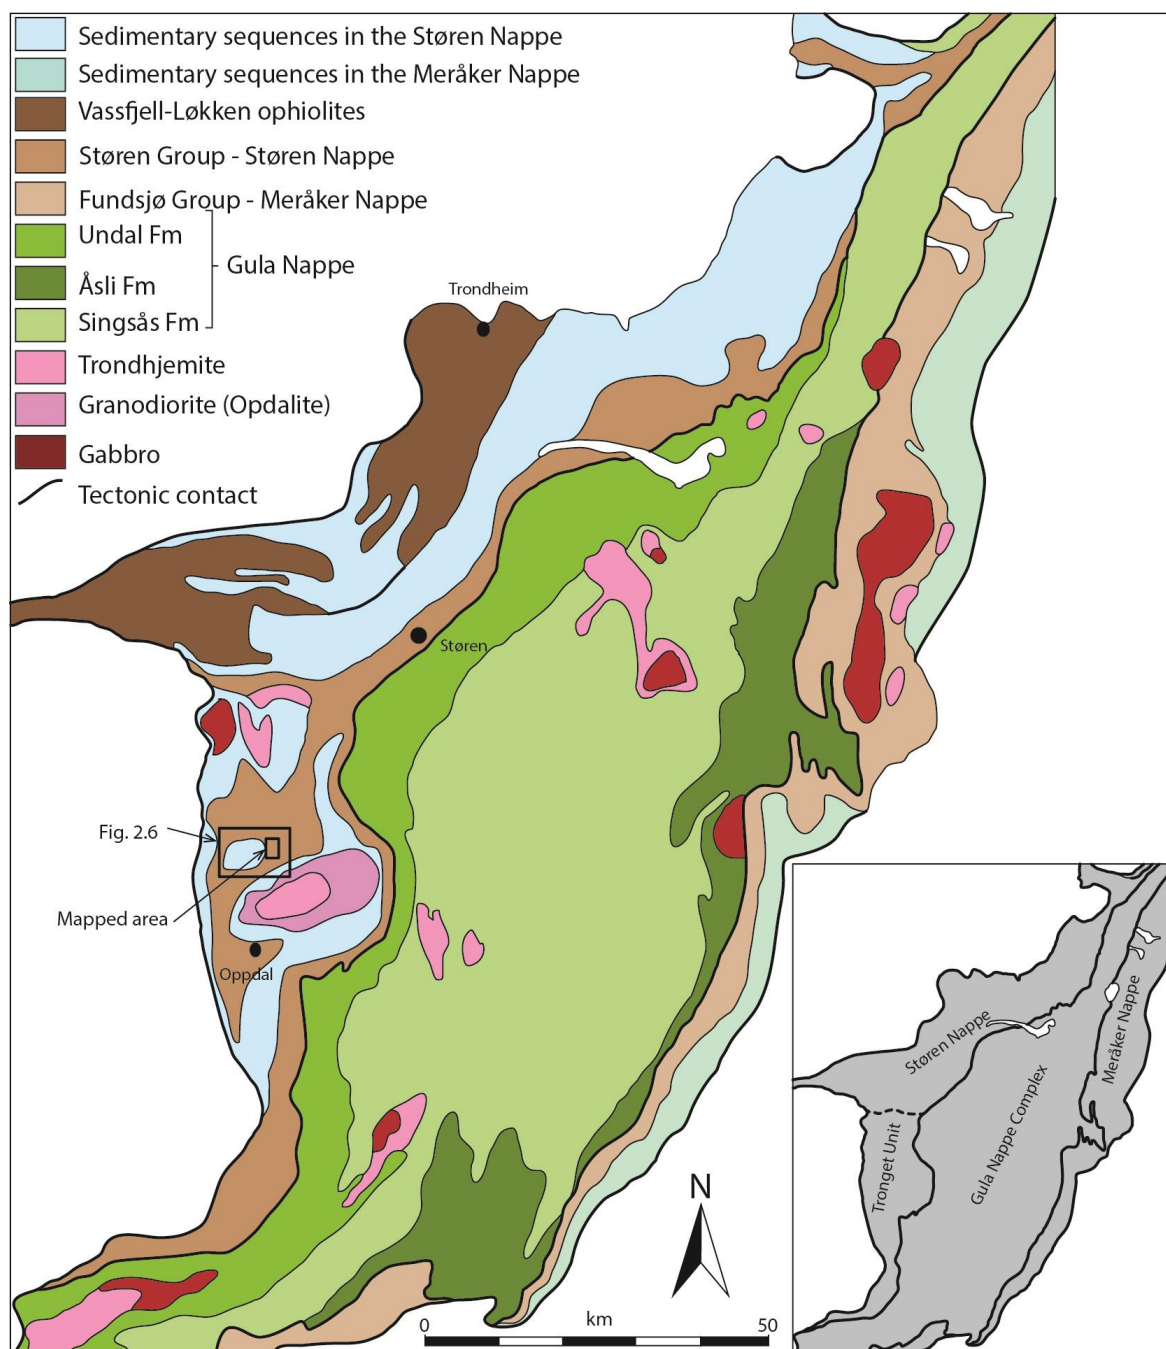 Sedimentary sequences in the Støren Nappe
Sedimentary sequences in the Meråker Nappe
Vassfjell-Løkken ophiolites
Støren Group - Støren Nappe
Fundsjø Group - Meråker Nappe
Undal Fm
Gula Nappe
Åsli Fm
Singsås Fm
Trondhjemite
Granodiorite (Opdalite)
Gabbro
Tectonic contact
Trondheim
Støren
Fig. 2.6
Mapped area
Oppdal
N
km
0
50
Støren Nappe
Meråker Nappe
Gula Nappe Complex
Tronget Unit